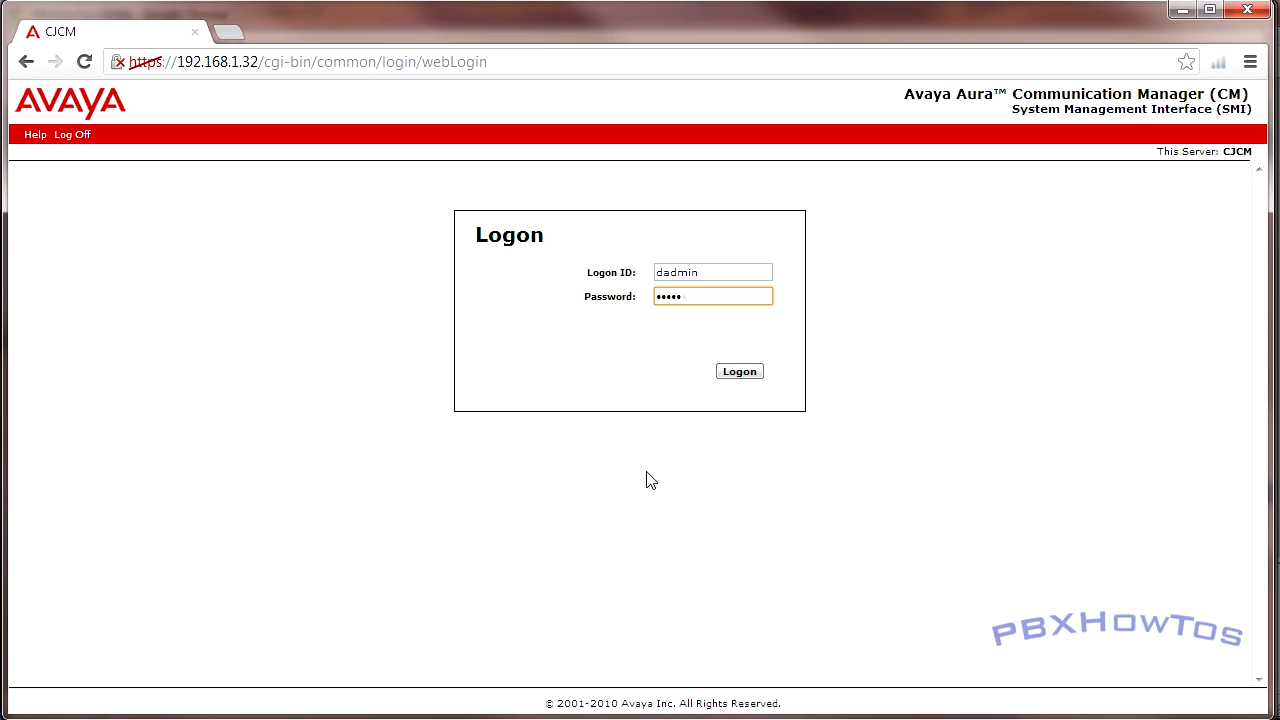 CJCM
https://192.168.1.32/cgi-bin/common/login/webLogin
AVAYA
Avaya Aura™ Communication Manager (CM)
System Management Interface (SMI)
Help Log Off
This Server: CJCM
Logon
Logon ID: dadmin
Password: •••••
Logon
PBXHowTos
© 2001-2010 Avaya Inc. All Rights Reserved.